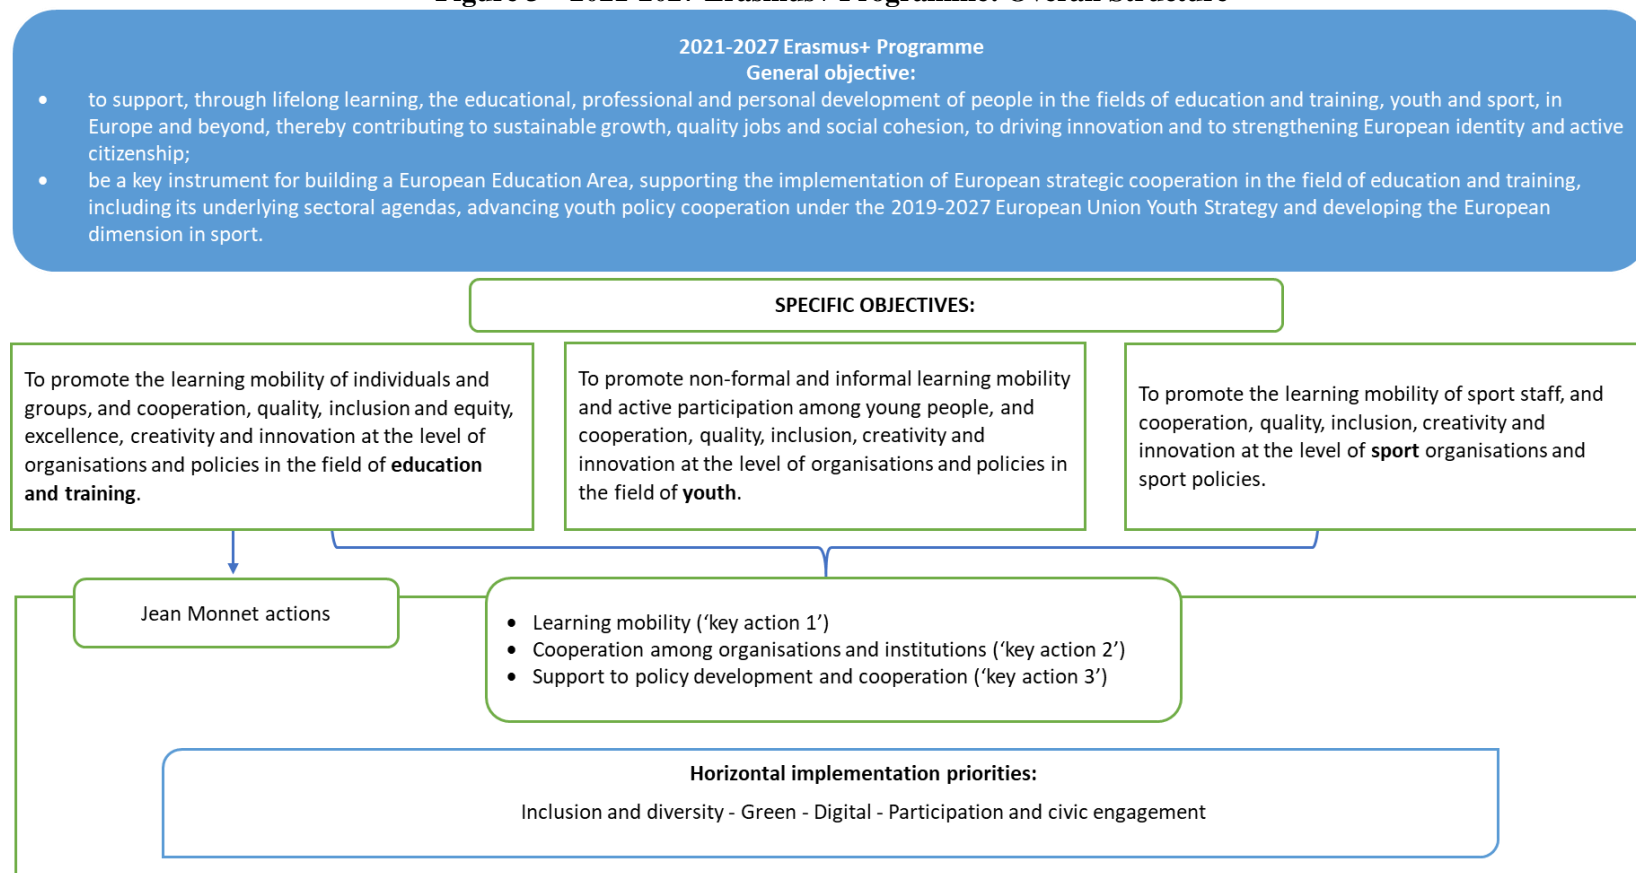 Figure 3 – 2021-2027 Erasmus+ Programme: Overall Structure
2021-2027 Erasmus+ Programme
General objective:
• to support, through lifelong learning, the educational, professional and personal development of people in the fields of education and training, youth and sport, in
Europe and beyond, thereby contributing to sustainable growth, quality jobs and social cohesion, to driving innovation and to strengthening European identity and active
citizenship;
• be a key instrument for building a European Education Area, supporting the implementation of European strategic cooperation in the field of education and training,
including its underlying sectoral agendas, advancing youth policy cooperation under the 2019-2027 European Union Youth Strategy and developing the European
dimension in sport.
SPECIFIC OBJECTIVES:
To promote the learning mobility of individuals and
groups, and cooperation, quality, inclusion and equity,
excellence, creativity and innovation at the level of
organisations and policies in the field of education
and training.
To promote non-formal and informal learning mobility
and active participation among young people, and
cooperation, quality, inclusion, creativity and
innovation at the level of organisations and policies in
the field of youth.
To promote the learning mobility of sport staff, and
cooperation, quality, inclusion, creativity and
innovation at the level of sport organisations and
sport policies.
Jean Monnet actions
• Learning mobility (‘key action 1’)
• Cooperation among organisations and institutions (‘key action 2’)
• Support to policy development and cooperation (‘key action 3’)
Horizontal implementation priorities:
Inclusion and diversity - Green - Digital - Participation and civic engagement